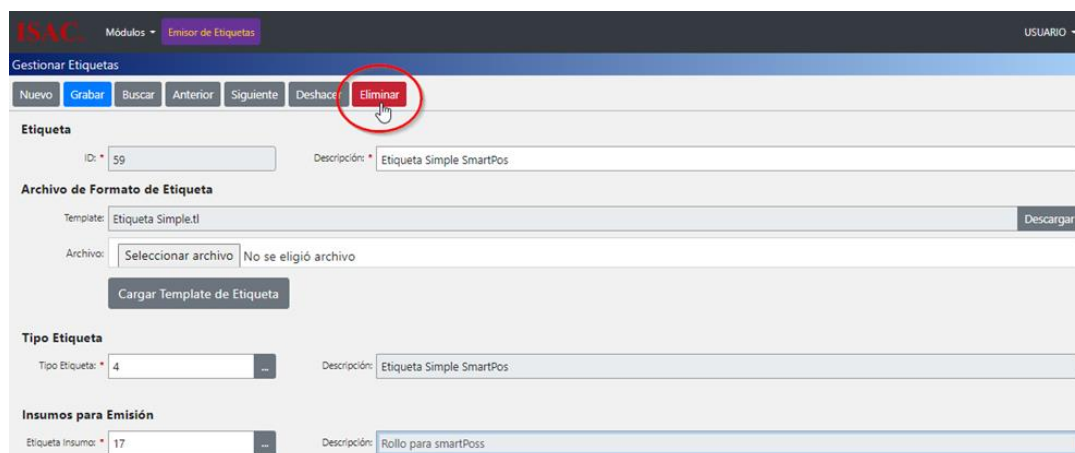 ISAC. Módulos Emisor de Etiquetas USUARIO
Gestionar Etiquetas
Nuevo Grabar Buscar Anterior Siguiente Deshacer Eliminar
Etiqueta
ID: * 59 Descripción: * Etiqueta Simple SmartPos
Archivo de Formato de Etiqueta
Template: Etiqueta Simple.tl Descargar
Archivo: Seleccionar archivo No se eligió archivo
Cargar Template de Etiqueta
Tipo Etiqueta
Tipo Etiqueta: * 4 ... Descripción: Etiqueta Simple SmartPos
Insumos para Emisión
Etiqueta Insumo: * 17 ... Descripción: Rollo para smartPoss